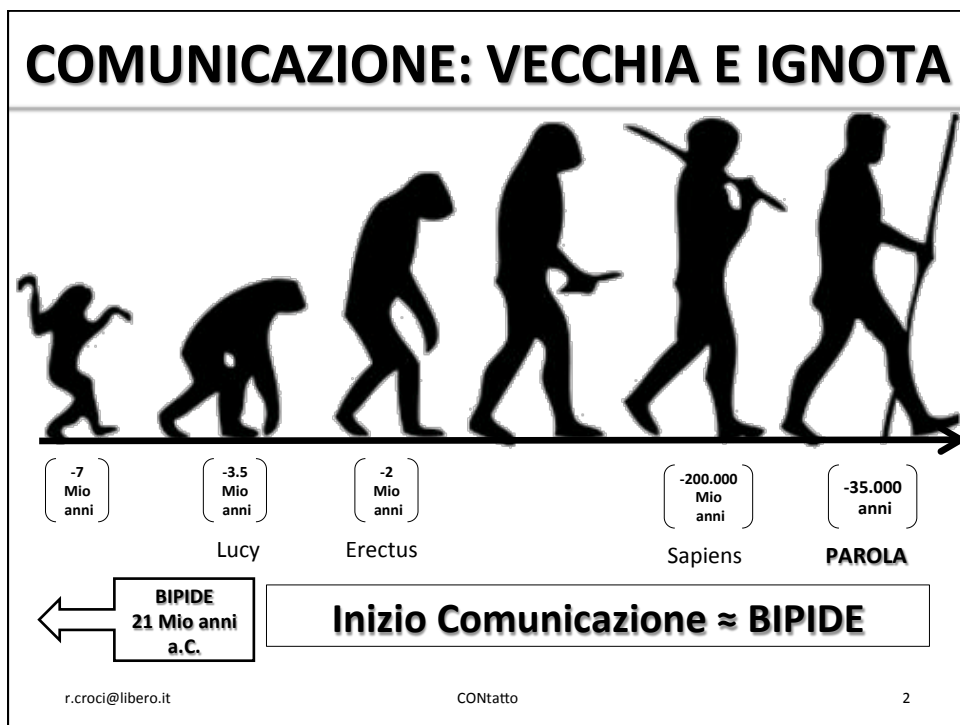 COMUNICAZIONE: VECCHIA E IGNOTA
-7
Mio
anni
-3.5
Mio
anni
-2
Mio
anni
-200.000
Mio
anni
-35.000
anni
Lucy
Erectus
Sapiens
PAROLA
BIPIDE
21 Mio anni
a.C.
Inizio Comunicazione ≈ BIPIDE
r.croci@libero.it
CONtatto
2